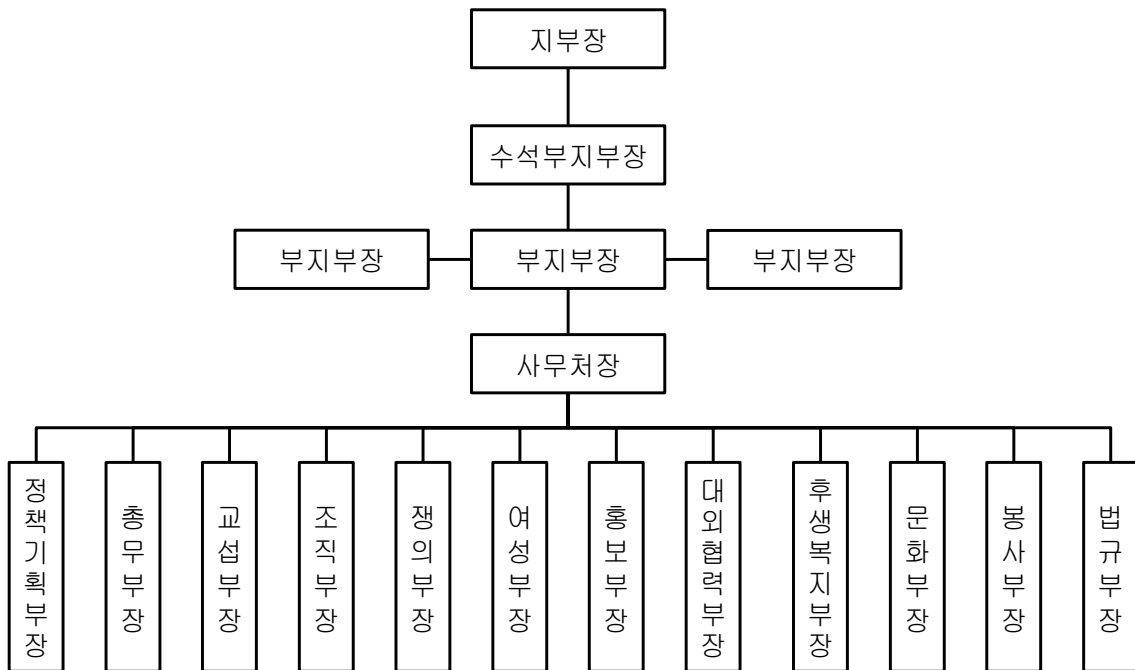 지부장
수석부지부장
부지부장
부지부장
부지부장
사무처장
정책기획부장
총무부장
교섭부장
조직부장
쟁의부장
여성부장
홍보부장
대외협력부장
후생복지부장
문화부장
봉사부장
법규부장